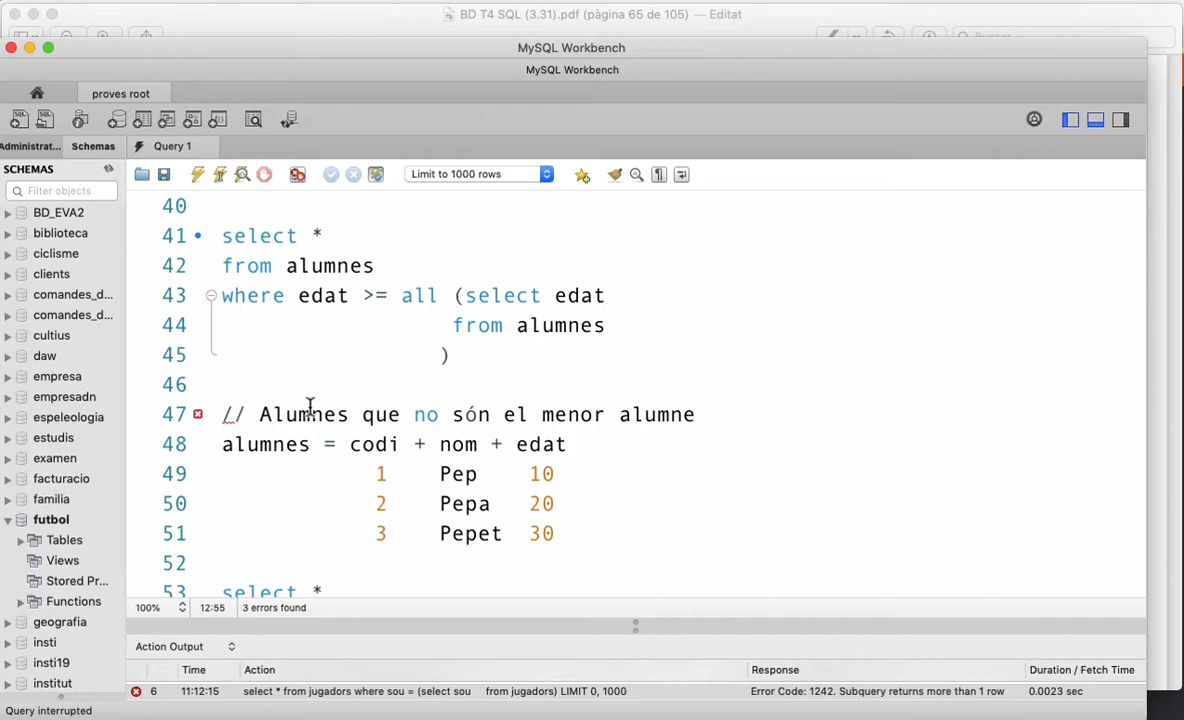 BD T4 SQL (3.31).pdf (pàgina 65 de 105) — Editat
MySQL Workbench
MySQL Workbench
proves root
Administrat... Schemas Query 1
SCHEMAS
Filter objects
Limit to 1000 rows
BD_EVA2
biblioteca
ciclisme
clients
comandes_d...
comandes_d...
cultius
daw
empresa
empresadn
espeleologia
estudis
examen
facturacio
familia
futbol
Tables
Views
Stored Pr...
Functions
geografia
insti
insti19
institut
40
41 select *
42 from alumnes
43 where edat >= all (select edat
44 from alumnes
45 )
46
47 // Alumnes que no són el menor alumne
48 alumnes = codi + nom + edat
49 1 Pep 10
50 2 Pepa 20
51 3 Pepet 30
52
53 select *
100% 12:55 3 errors found
Action Output
Time Action Response Duration / Fetch Time
6 11:12:15 select * from jugadors where sou = (select sou from jugadors) LIMIT 0, 1000 Error Code: 1242. Subquery returns more than 1 row 0.0023 sec
Query interrupted